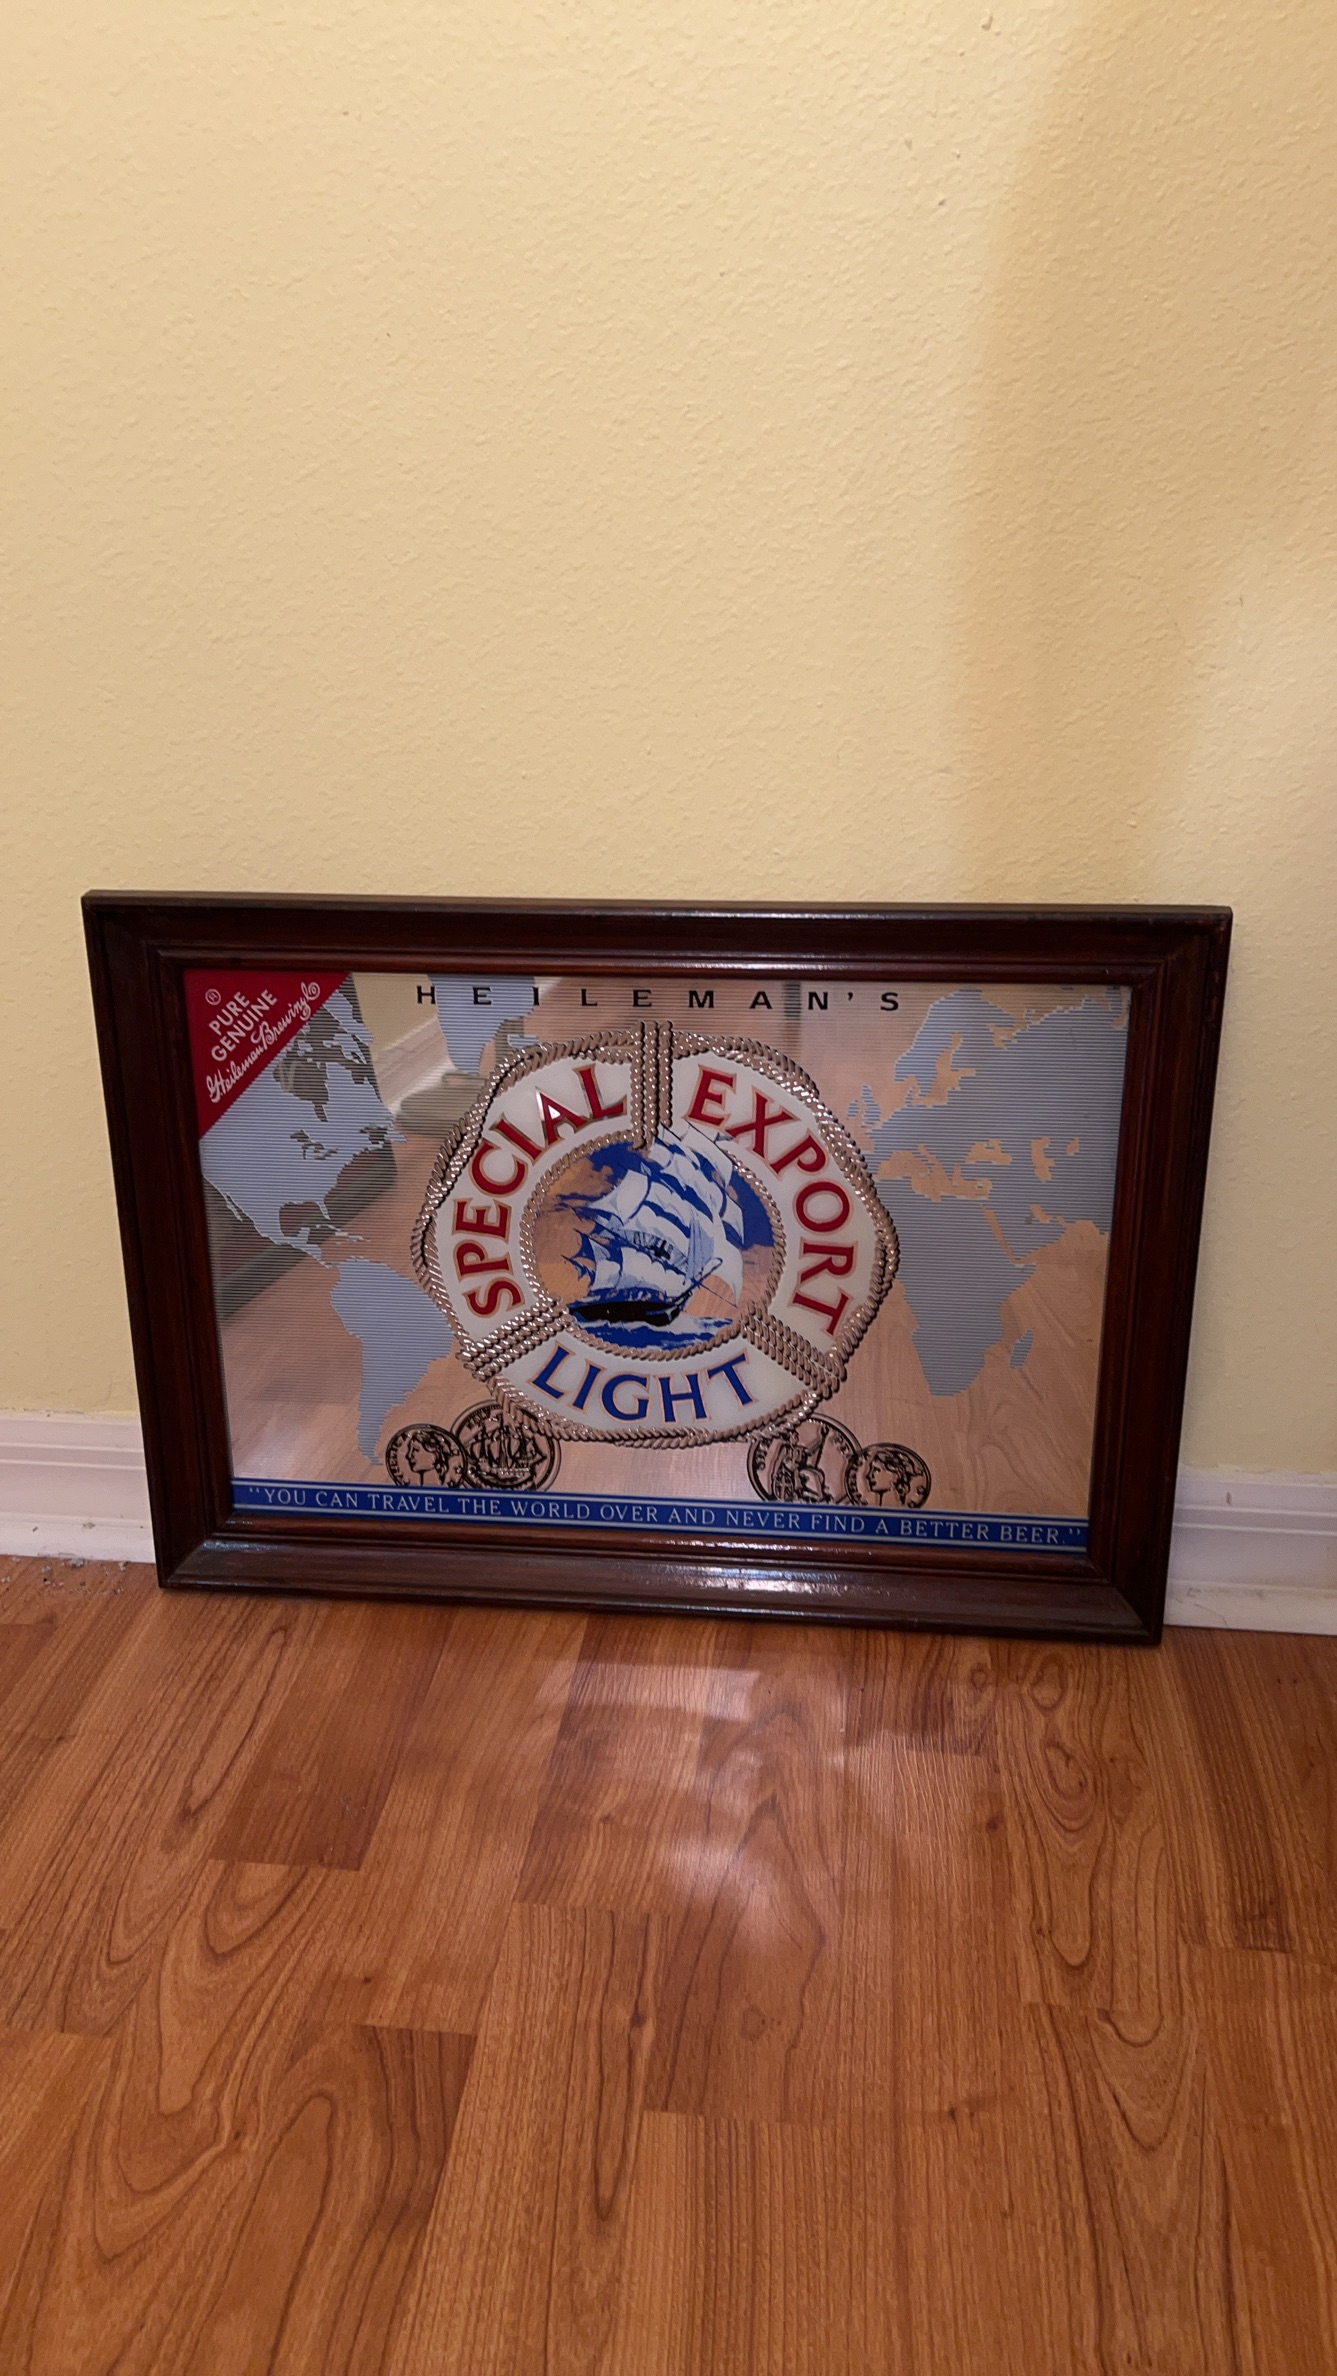 HEILEMAN'S
®
PURE
GENUINE
Heileman Brewing
SPECIAL EXPORT
LIGHT
"YOU CAN TRAVEL THE WORLD OVER AND NEVER FIND A BETTER BEER."